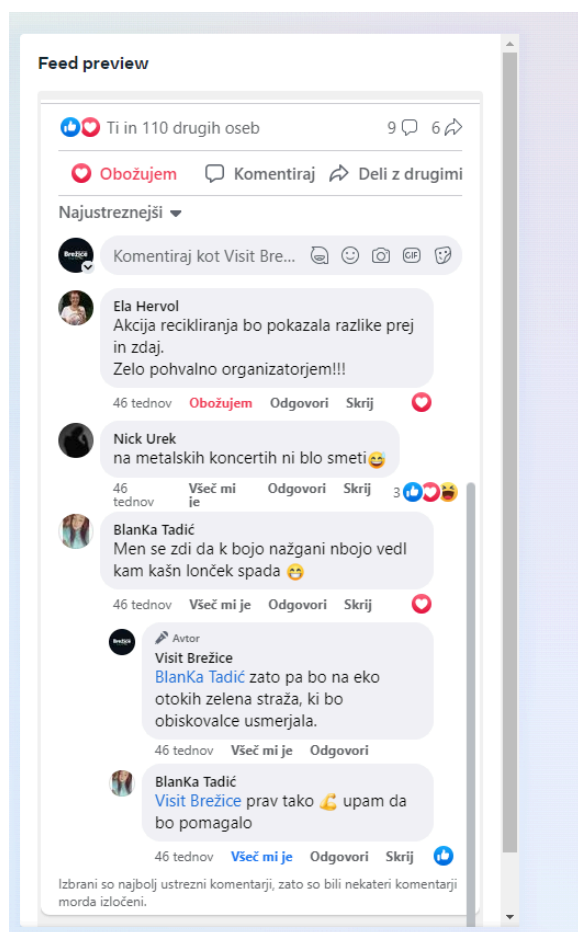 Feed preview
Ti in 110 drugih oseb 9 6
Obožujem Komentiraj Deli z drugimi
Najustreznejši
Brežice Komentiraj kot Visit Bre... GIF
Ela Hervol
Akcija recikliranja bo pokazala razlike prej
in zdaj.
Zelo pohvalno organizatorjem!!!
46 tednov Obožujem Odgovori Skrij
Nick Urek
na metalskih koncertih ni blo smeti😅
46 tednov Všeč mi je Odgovori Skrij 3
BlanKa Tadić
Men se zdi da k bojo nažgani nbojo vedl
kam kašn lonček spada 😁
46 tednov Všeč mi je Odgovori Skrij
Avtor
Brežice Visit Brežice
BlanKa Tadić zato pa bo na eko
otokih zelena straža, ki bo
obiskovalce usmerjala.
46 tednov Všeč mi je Odgovori
BlanKa Tadić
Visit Brežice prav tako 💪 upam da
bo pomagalo
46 tednov Všeč mi je Odgovori Skrij
Izbrani so najbolj ustrezni komentarji, zato so bili nekateri komentarji
morda izločeni.